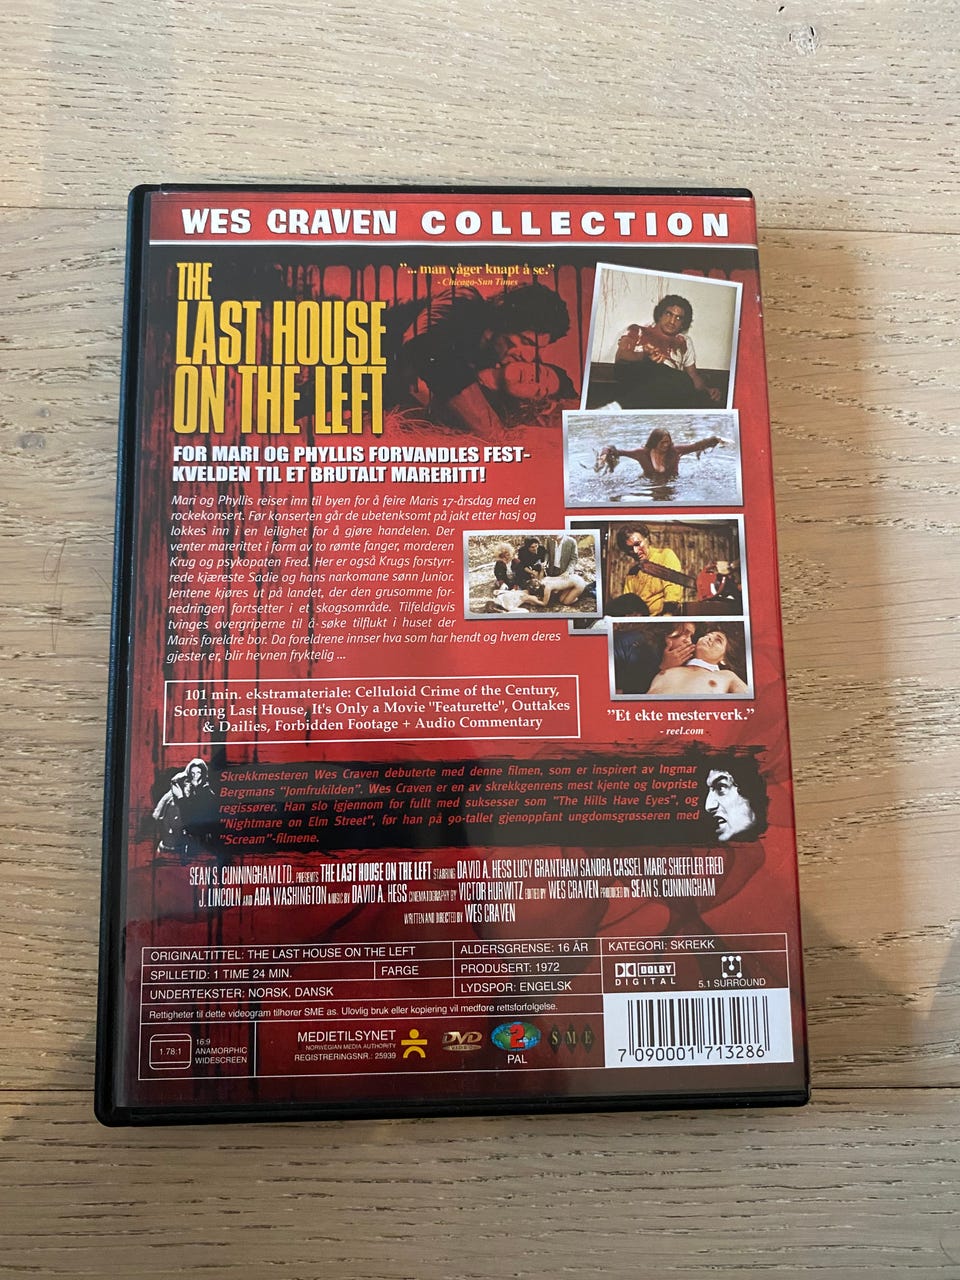 WES CRAVEN COLLECTION
THE
LAST HOUSE
ON THE LEFT
"... man våger knapt å se."
- Chicago-Sun Times
FOR MARI OG PHYLLIS FORVANDLES FEST-
KVELDEN TIL ET BRUTALT MARERITT!
Mari og Phyllis reiser inn til byen for å feire Maris 17-årsdag med en
rockekonsert. Før konserten går de ubetenksomt på jakt etter hasj og
lokkes inn i en leilighet for å gjøre handelen. Der
venter marerittet i form av to rømte fanger, morderen
Krug og psykopaten Fred. Her er også Krugs forstyrr-
rede kjæreste Sadie og hans narkomane sønn Junior.
Jentene kjøres ut på landet, der den grusomme for-
nedringen fortsetter i et skogsområde. Tilfeldigvis
tvinges overgriperne til å søke tilflukt i huset der
Maris foreldre bor. Da foreldrene innser hva som har hendt og hvem deres
gjester er, blir hevnen fryktelig ...
101 min. ekstramateriale: Celluloid Crime of the Century,
Scoring Last House, It's Only a Movie "Featurette", Outtakes
& Dailies, Forbidden Footage + Audio Commentary
"Et ekte mesterverk."
- reel.com
Skrekkmesteren Wes Craven debuterte med denne filmen, som er inspirert av Ingmar
Bergmans "Jomfrukilden". Wes Craven er en av skrekkgenrens mest kjente og lovpriste
regissører. Han slo igjennom for fullt med suksesser som "The Hills Have Eyes", og
"Nightmare on Elm Street", før han på 90-tallet gjenoppfant ungdomsgrøsseren med
"Scream"-filmene.
SEAN S. CUNNINGHAM LTD. PRESENTS THE LAST HOUSE ON THE LEFT STARRING DAVID A. HESS LUCY GRANTHAM SANDRA CASSEL MARC SHEFFLER FRED
J. LINCOLN AND ADA WASHINGTON MUSIC BY DAVID A. HESS CINEMATOGRAPHY BY VICTOR HURWITZ EDITED BY WES CRAVEN PRODUCED BY SEAN S. CUNNINGHAM
WRITTEN AND DIRECTED BY WES CRAVEN
ORIGINALTITTEL: THE LAST HOUSE ON THE LEFT
ALDERSGRENSE: 16 ÅR
KATEGORI: SKREKK
SPILLETID: 1 TIME 24 MIN.
FARGE
PRODUSERT: 1972
UNDERTEKSTER: NORSK, DANSK
LYDSPOR: ENGELSK
DOLBY
DIGITAL
5.1 SURROUND
Rettigheter til dette videogram tilhører SME as. Ulovlig bruk eller kopiering vil medføre rettsforfølgelse.
1.78:1
16:9
ANAMORPHIC
WIDESCREEN
MEDIETILSYNET
NORWEGIAN MEDIA AUTHORITY
REGISTRERINGSNR.: 25939
DVD
VIDEO
2
PAL
SME
7 090001 713286